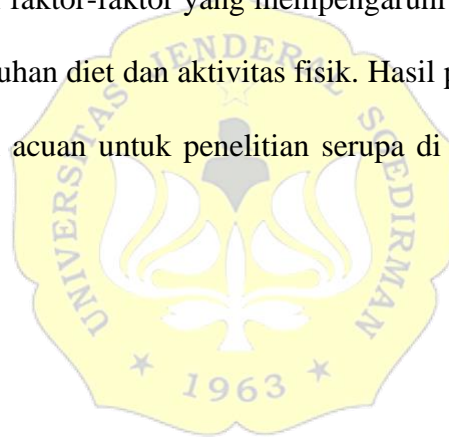 faktor-faktor yang mempengaruhi
uhan diet dan aktivitas fisik. Hasil p
acuan untuk penelitian serupa di
UNIVERSITAS JENDERAL SOEDIRMAN
* 1963 *